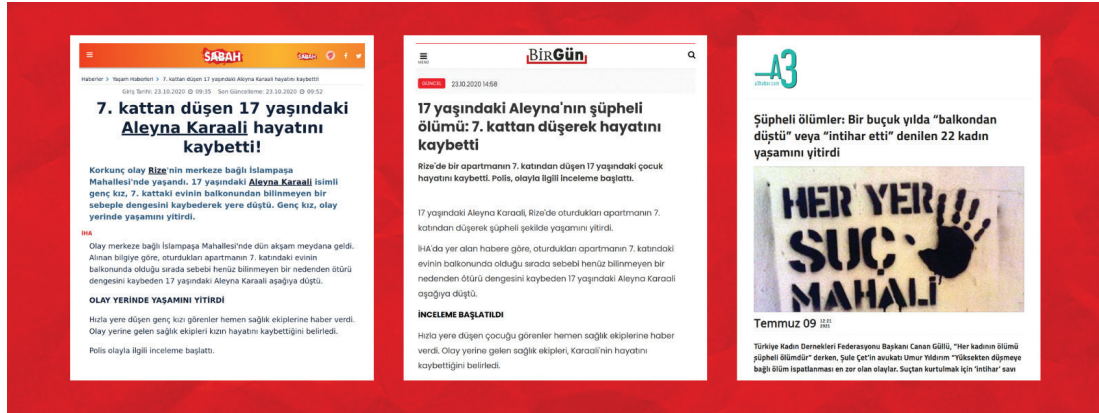 SABAH
SABAH
Haberler > Yaşam Haberleri > 7. kattan düşen 17 yaşındaki Aleyna Karaali hayatını kaybetti!
Giriş Tarihi: 23.10.2020 09:35 Son Güncelleme: 23.10.2020 09:52
7. kattan düşen 17 yaşındaki
Aleyna Karaali hayatını
kaybetti!
Korkunç olay Rize'nin merkeze bağlı İslampaşa
Mahallesi'nde yaşandı. 17 yaşındaki Aleyna Karaali isimli
genç kız, 7. kattaki evinin balkonundan bilinmeyen bir
sebeple dengesini kaybederek yere düştü. Genç kız, olay
yerinde yaşamını yitirdi.
İHA
Olay merkeze bağlı İslampaşa Mahallesi'nde dün akşam meydana geldi.
Alınan bilgiye göre, oturdukları apartmanın 7. katındaki evinin
balkonunda olduğu sırada sebebi henüz bilinmeyen bir nedenden ötürü
dengesini kaybeden 17 yaşındaki Aleyna Karaali aşağıya düştü.
OLAY YERİNDE YAŞAMINI YİTİRDİ
Hızla yere düşen genç kızı görenler hemen sağlık ekiplerine haber verdi.
Olay yerine gelen sağlık ekipleri kızın hayatını kaybettiğini belirledi.
Polis olayla ilgili inceleme başlattı.
MENÜ
BirGün
GÜNCEL 23.10.2020 14:58
17 yaşındaki Aleyna'nın şüpheli
ölümü: 7. kattan düşerek hayatını
kaybetti
Rize'de bir apartmanın 7. katından düşen 17 yaşındaki çocuk
hayatını kaybetti. Polis, olayla ilgili inceleme başlattı.
17 yaşındaki Aleyna Karaali, Rize'de oturdukları apartmanın 7.
katından düşerek şüpheli şekilde yaşamını yitirdi.
İHA'da yer alan habere göre, oturdukları apartmanın 7. katındaki
evinin balkonunda olduğu sırada sebebi henüz bilinmeyen bir
nedenden ötürü dengesini kaybeden 17 yaşındaki Aleyna Karaali
aşağıya düştü.
İNCELEME BAŞLATILDI
Hızla yere düşen çocuğu görenler hemen sağlık ekiplerine haber
verdi. Olay yerine gelen sağlık ekipleri, Karaali'nin hayatını
kaybettiğini belirledi.
A3
Şüpheli ölümler: Bir buçuk yılda “balkondan
düştü” veya “intihar etti” denilen 22 kadın
yaşamını yitirdi
HER YER!!!
SUÇ
MAHALİ
Temmuz 09 12:21
2021
Türkiye Kadın Dernekleri Federasyonu Başkanı Canan Güllü, “Her kadının ölümü
şüpheli ölümdür” derken, Şule Çet'in avukatı Umur Yıldırım “Yüksekten düşmeye
bağlı ölüm ispatlanması en zor olan olaylar. Suçtan kurtulmak için 'intihar' savı